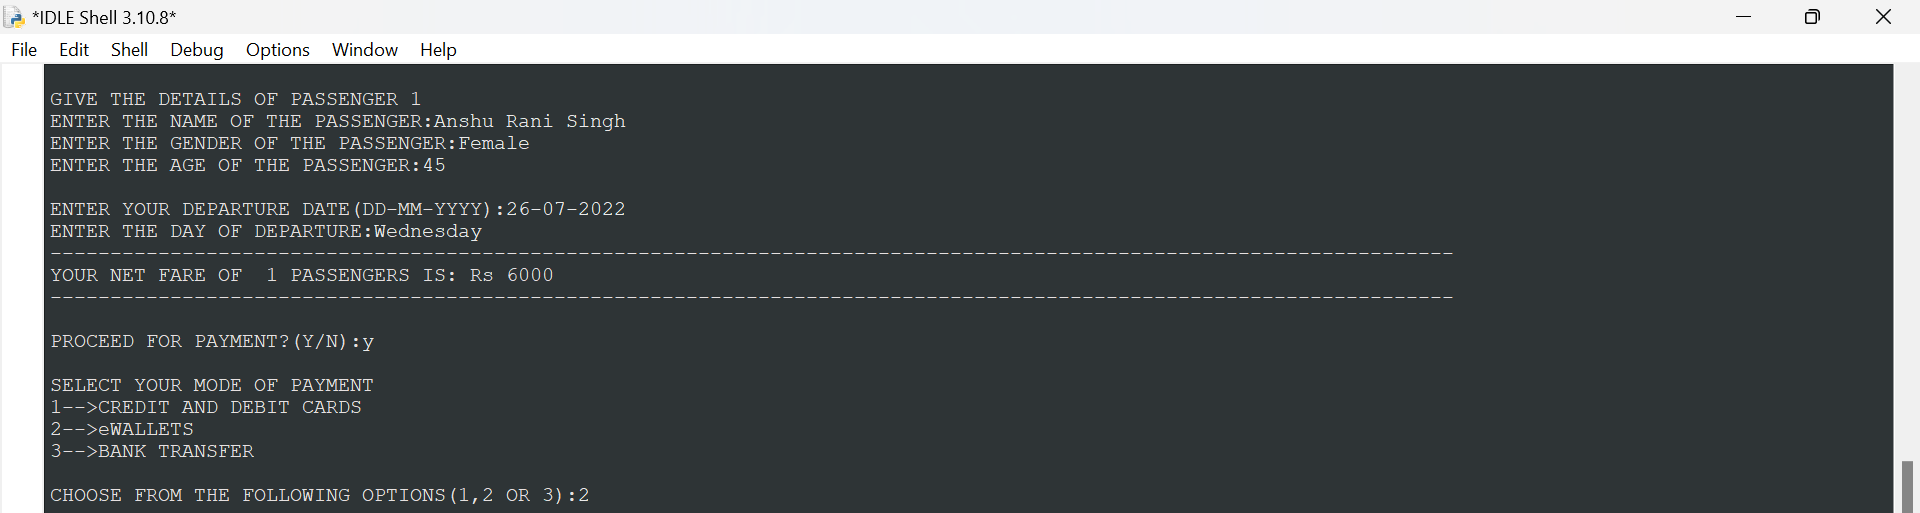 *IDLE Shell 3.10.8*
File Edit Shell Debug Options Window Help
GIVE THE DETAILS OF PASSENGER 1
ENTER THE NAME OF THE PASSENGER:Anshu Rani Singh
ENTER THE GENDER OF THE PASSENGER:Female
ENTER THE AGE OF THE PASSENGER:45
ENTER YOUR DEPARTURE DATE(DD-MM-YYYY):26-07-2022
ENTER THE DAY OF DEPARTURE:Wednesday
---------------------------------------------------------------------------------------------------------------------
YOUR NET FARE OF  1 PASSENGERS IS: Rs 6000
---------------------------------------------------------------------------------------------------------------------
PROCEED FOR PAYMENT?(Y/N):y
SELECT YOUR MODE OF PAYMENT
1-->CREDIT AND DEBIT CARDS
2-->eWALLETS
3-->BANK TRANSFER
CHOOSE FROM THE FOLLOWING OPTIONS(1,2 OR 3):2